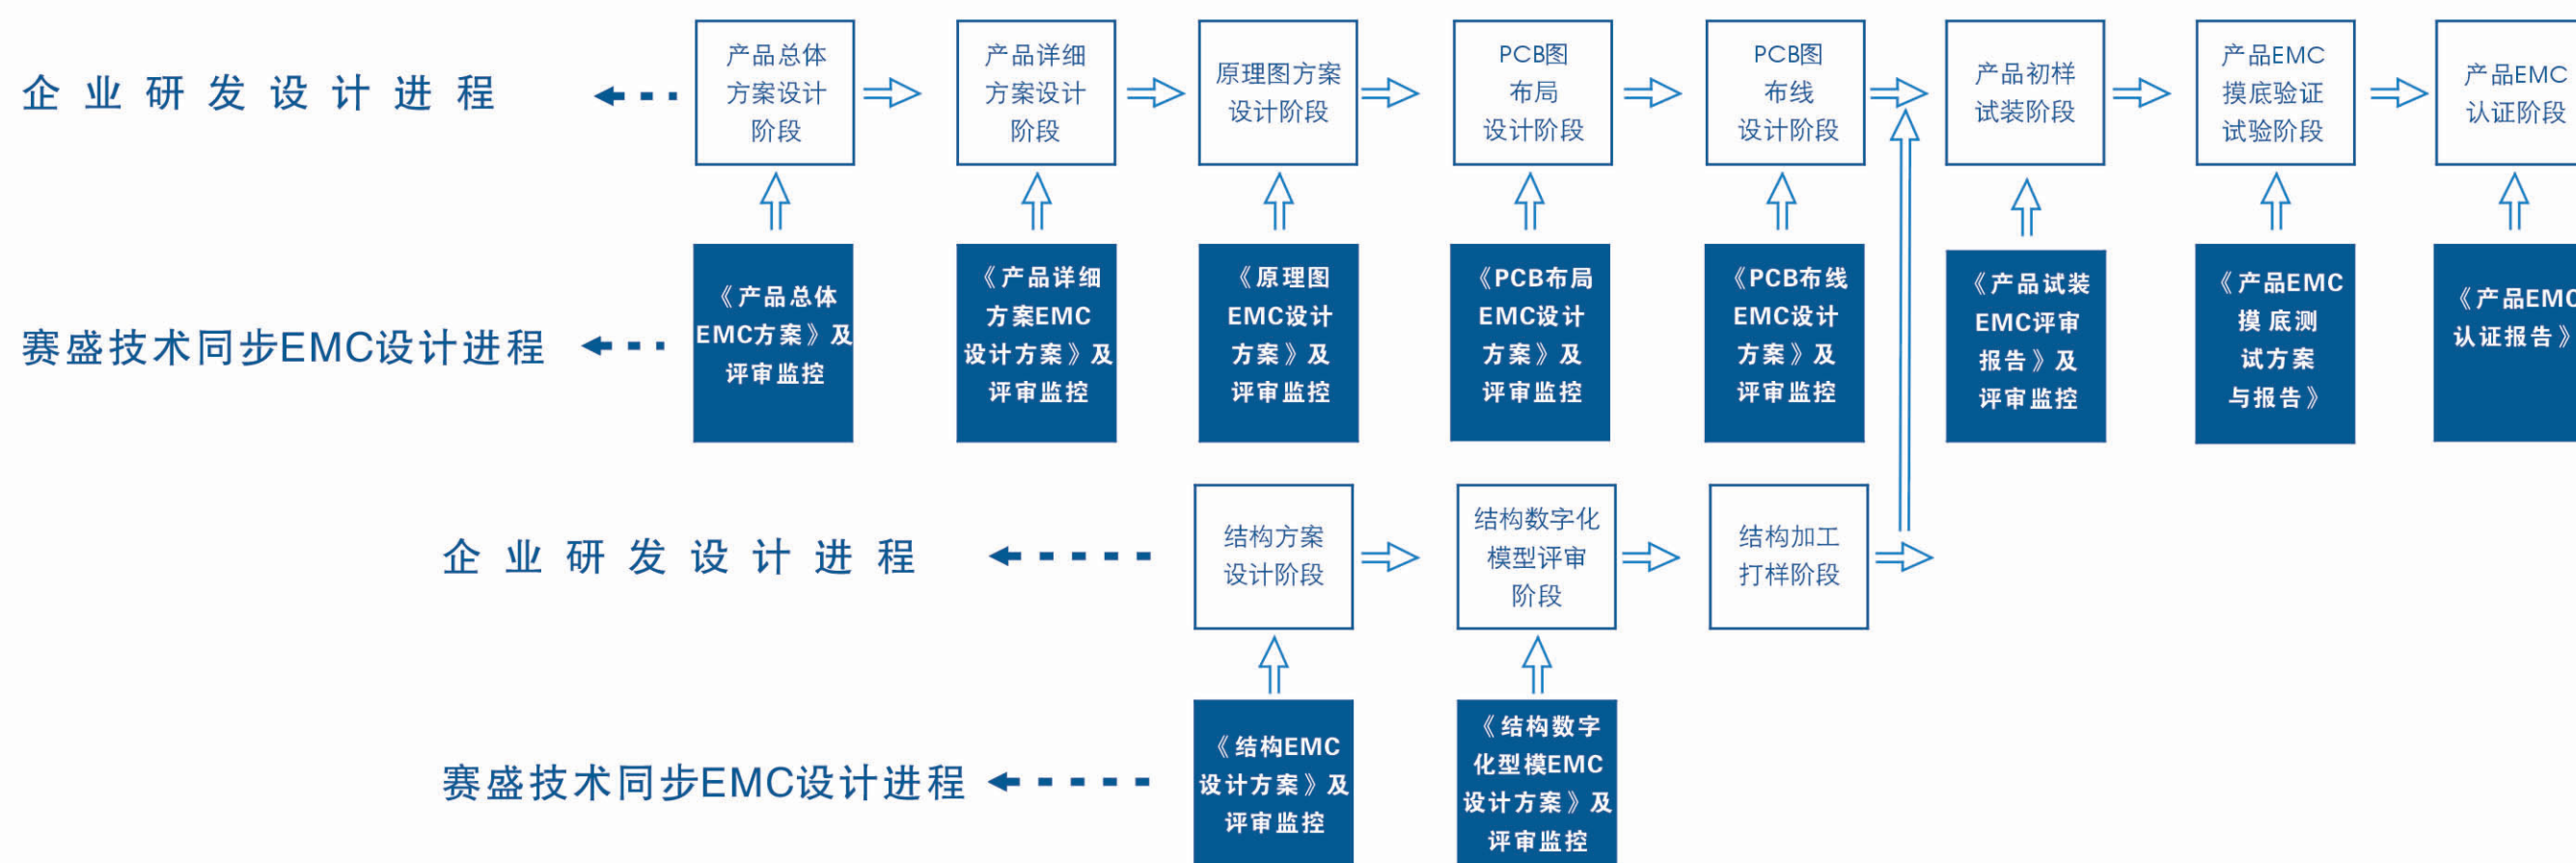 企业研发设计进程
产品总体
方案设计
阶段
产品详细
方案设计
阶段
原理图方案
设计阶段
PCB图
布局
设计阶段
PCB图
布线
设计阶段
产品初样
试装阶段
产品EMC
摸底验证
试验阶段
产品EMC
认证阶段
赛盛技术同步EMC设计进程
《产品总体
EMC方案》及
评审监控
《产品详细
方案EMC
设计方案》及
评审监控
《原理图
EMC设计
方案》及
评审监控
《PCB布局
EMC设计
方案》及
评审监控
《PCB布线
EMC设计
方案》及
评审监控
《产品试装
EMC评审
报告》及
评审监控
《产品EMC
摸底测
试方案
与报告》
《产品EMC
认证报告》
企业研发设计进程
结构方案
设计阶段
结构数字化
模型评审
阶段
结构加工
打样阶段
赛盛技术同步EMC设计进程
《结构EMC
设计方案》及
评审监控
《结构数字
化型模EMC
设计方案》及
评审监控